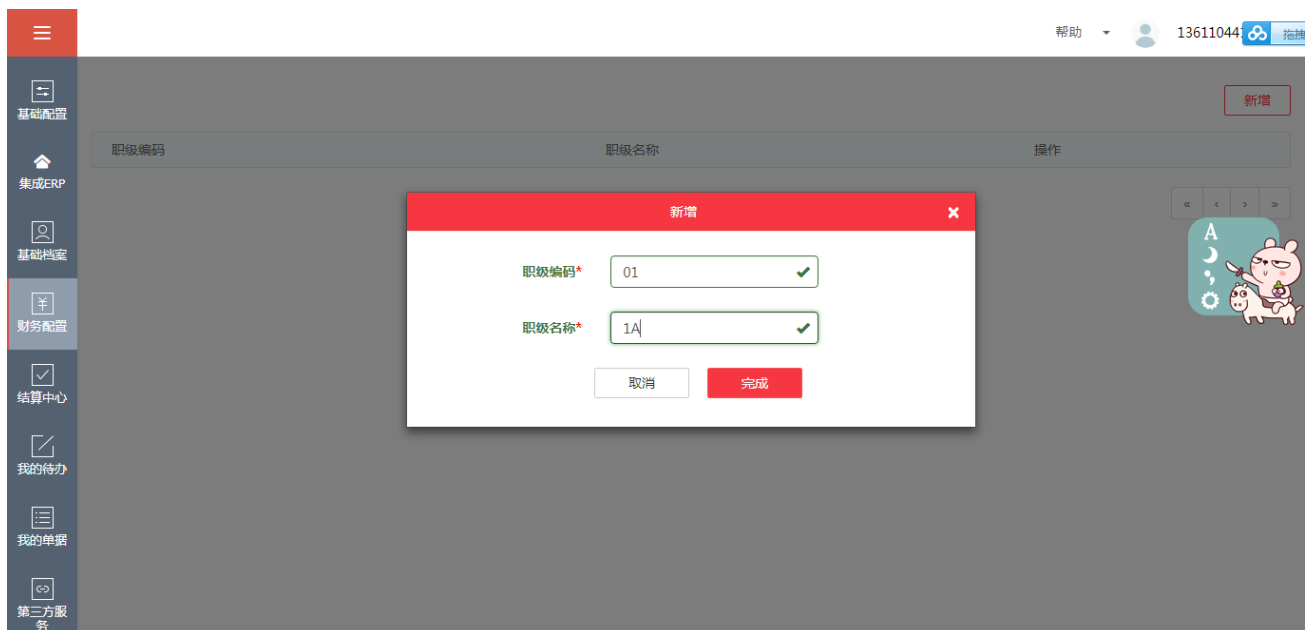 帮助
13611044
拖拽
基础配置
新增
职级编码 职级名称 操作
集成ERP
« ‹ › »
新增 ×
A
基础档案
职级编码* 01
财务配置
职级名称* 1A
取消 完成
结算中心
我的待办
我的单据
第三方服
务